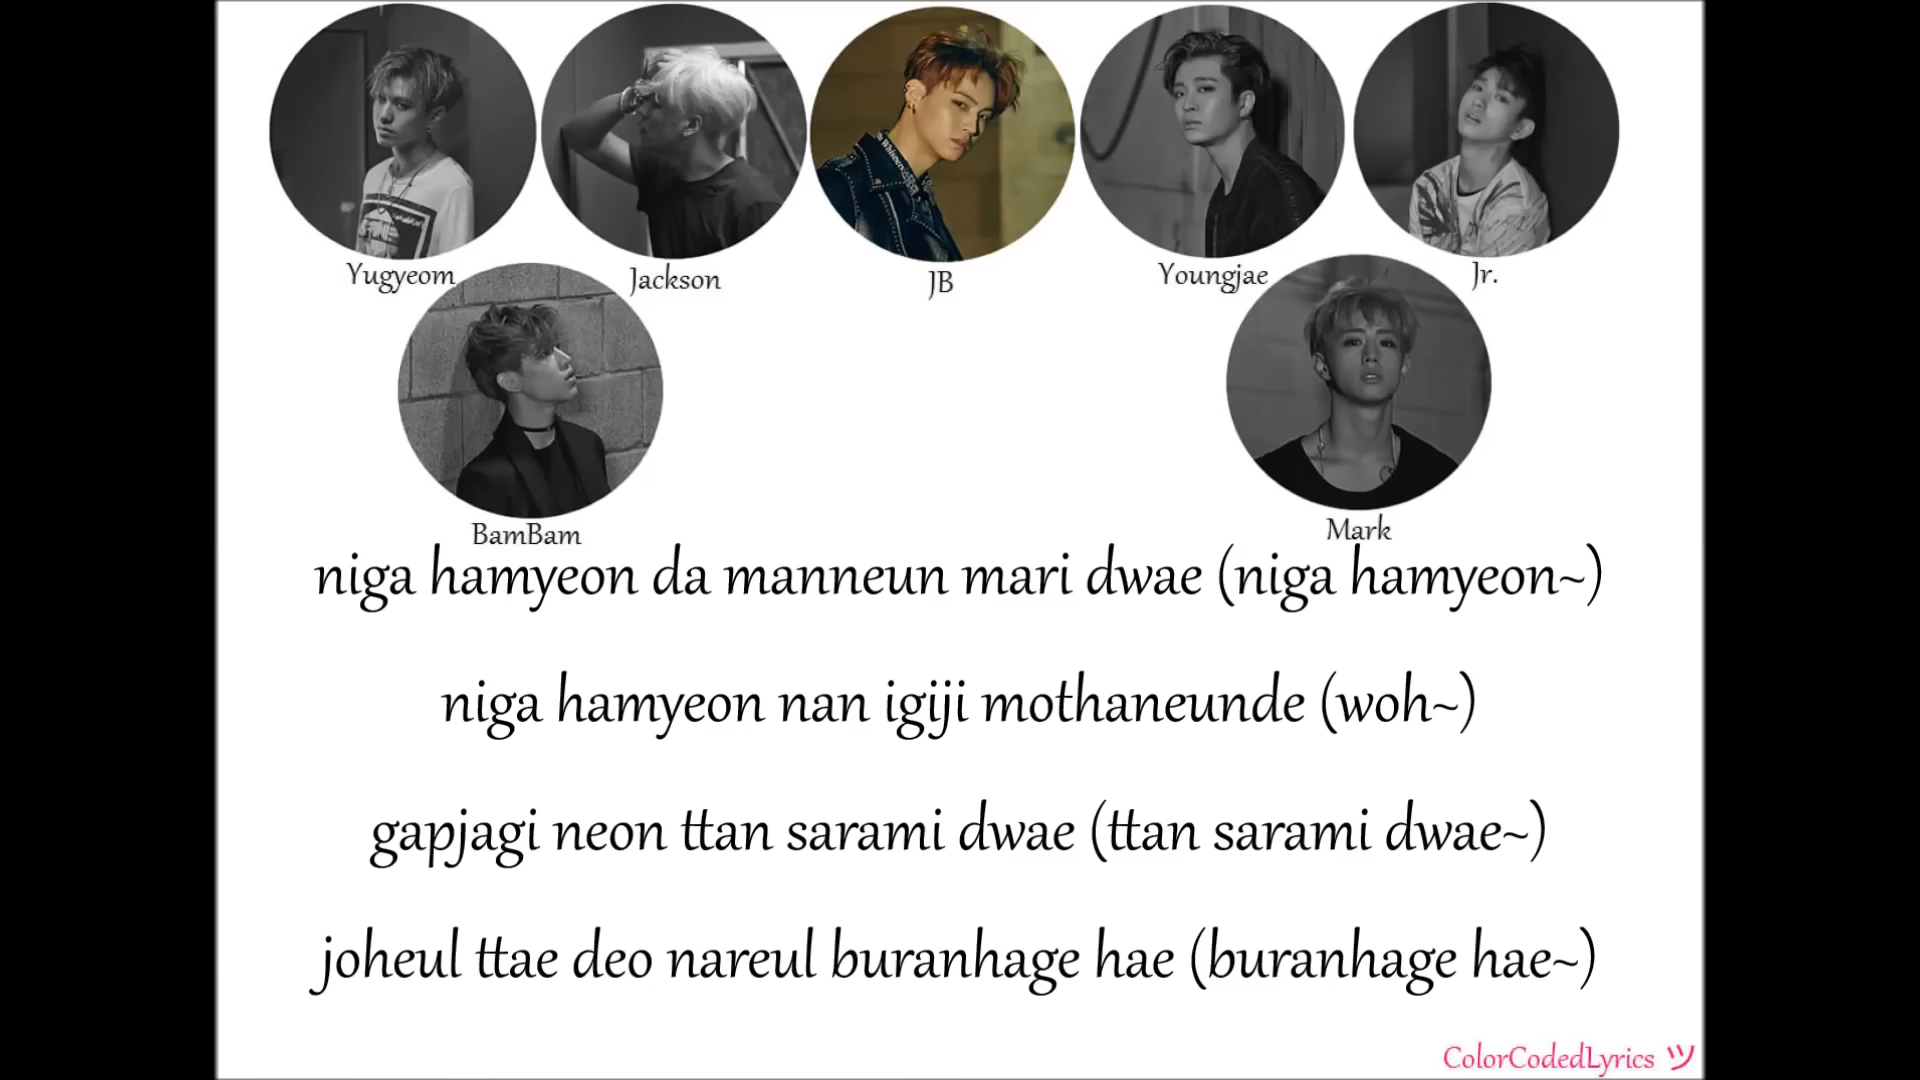 Yugyeom
Jackson
JB
Youngjae
Jr.
BamBam
Mark
niga hamyeon da manneun mari dwae (niga hamyeon~)
niga hamyeon nan igiji mothaneunde (woh~)
gapjagi neon ttan sarami dwae (ttan sarami dwae~)
joheul ttae deo nareul buranhage hae (buranhage hae~)
ColorCodedLyrics ツ